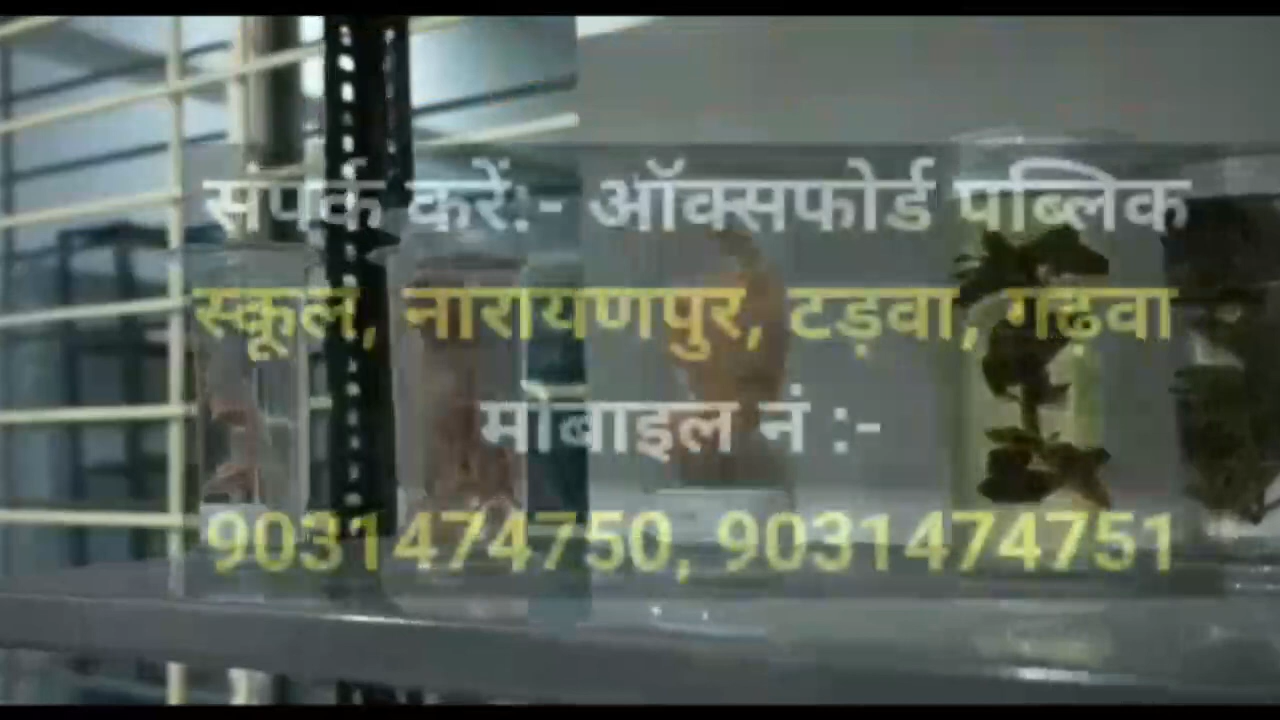 संपर्क करें:- ऑक्सफोर्ड पब्लिक
स्कूल, नारायणपुर, टड़वा, गढ़वा
मोबाइल नं :-
9031474750, 9031474751